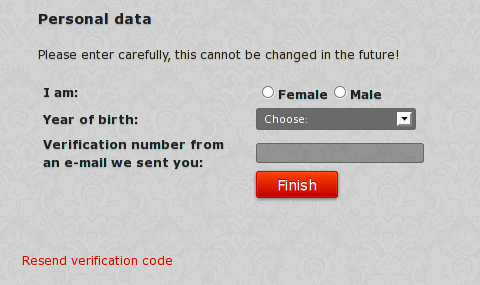 Personal data
Please enter carefully, this cannot be changed in the future!
I am:
Female Male
Year of birth:
Choose:
Verification number from
an e-mail we sent you:
Finish
Resend verification code